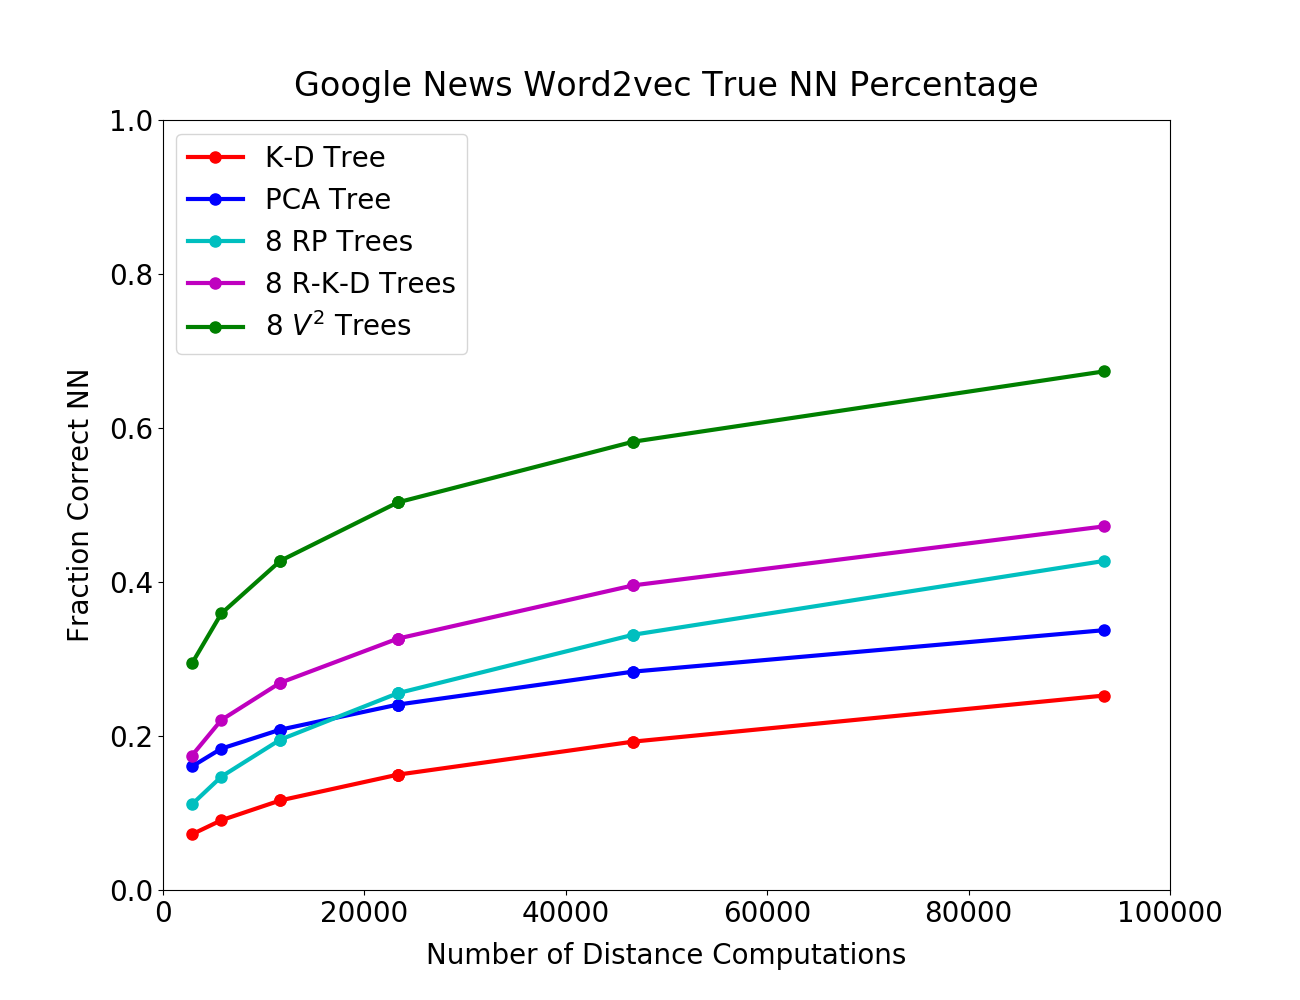 Google News Word2vec True NN Percentage
1.0
K-D Tree
PCA Tree
8 RP Trees
8 R-K-D Trees
8 V² Trees
0.8
0.6
0.4
0.2
0.0
Fraction Correct NN
0 20000 40000 60000 80000 100000
Number of Distance Computations